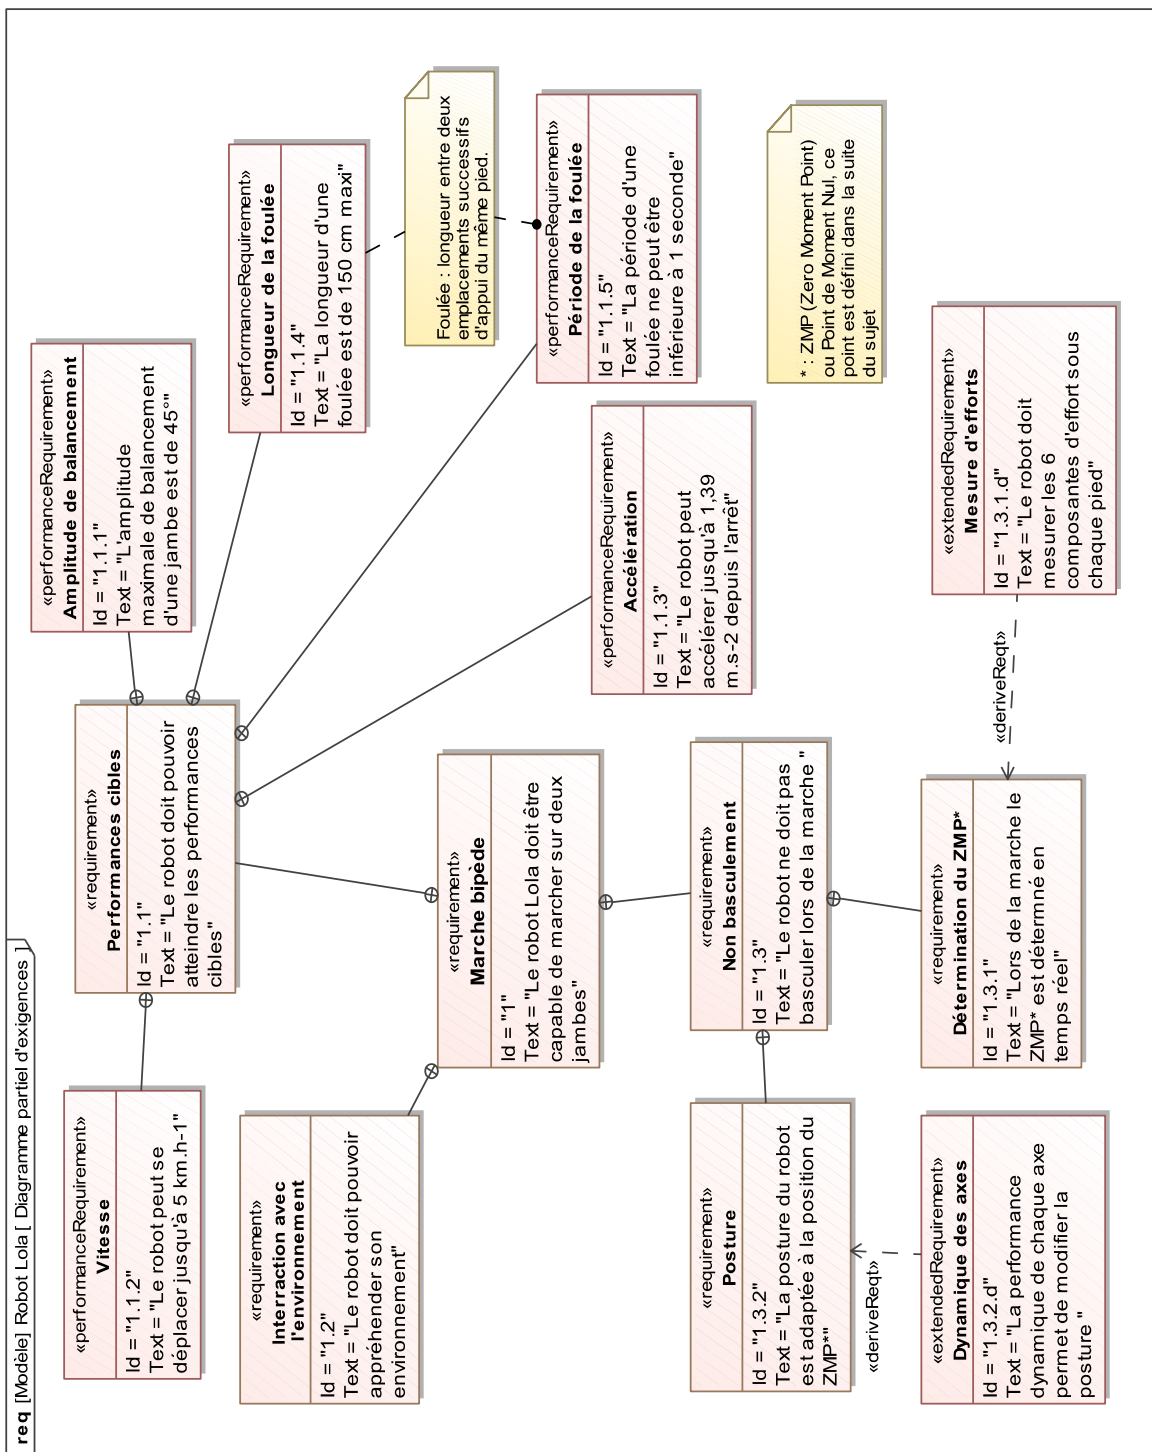 req [Modèle] Robot Lola [ Diagramme partiel d'exigences ]
«performanceRequirement»
Vitesse
Id = "1.1.2"
Text = "Le robot peut se
déplacer jusqu'à 5 km.h-1"
«requirement»
Performances cibles
Id = "1.1"
Text = "Le robot doit pouvoir
atteindre les performances
cibles"
«performanceRequirement»
Amplitude de balancement
Id = "1.1.1"
Text = "L'amplitude
maximale de balancement
d'une jambe est de 45°"
«performanceRequirement»
Longueur de la foulée
Id = "1.1.4"
Text = "La longueur d'une
foulée est de 150 cm maxi"
Foulée : longueur entre deux
emplacements successifs
d'appui du même pied.
«performanceRequirement»
Période de la foulée
Id = "1.1.5"
Text = "La période d'une
foulée ne peut être
inférieure à 1 seconde"
«performanceRequirement»
Accélération
Id = "1.1.3"
Text = "Le robot peut
accélérer jusqu'à 1,39
m.s-2 depuis l'arrêt"
«requirement»
Interraction avec
l'environnement
Id = "1.2"
Text = "Le robot doit pouvoir
appréhender son
environnement"
«requirement»
Marche bipède
Id = "1"
Text = "Le robot Lola doit être
capable de marcher sur deux
jambes"
«requirement»
Non basculement
Id = "1.3"
Text = "Le robot ne doit pas
basculer lors de la marche "
* : ZMP (Zero Moment Point)
ou Point de Moment Nul, ce
point est défini dans la suite
du sujet
«requirement»
Posture
Id = "1.3.2"
Text = "La posture du robot
est adaptée à la position du
ZMP*"
«deriveReqt»
«extendedRequirement»
Dynamique des axes
Id = "1.3.2.d"
Text = "La performance
dynamique de chaque axe
permet de modifier la
posture "
«requirement»
Détermination du ZMP*
Id = "1.3.1"
Text = "Lors de la marche le
ZMP* est détermné en
temps réel"
«deriveReqt»
«extendedRequirement»
Mesure d'efforts
Id = "1.3.1.d"
Text = "Le robot doit
mesurer les 6
composantes d'effort sous
chaque pied"